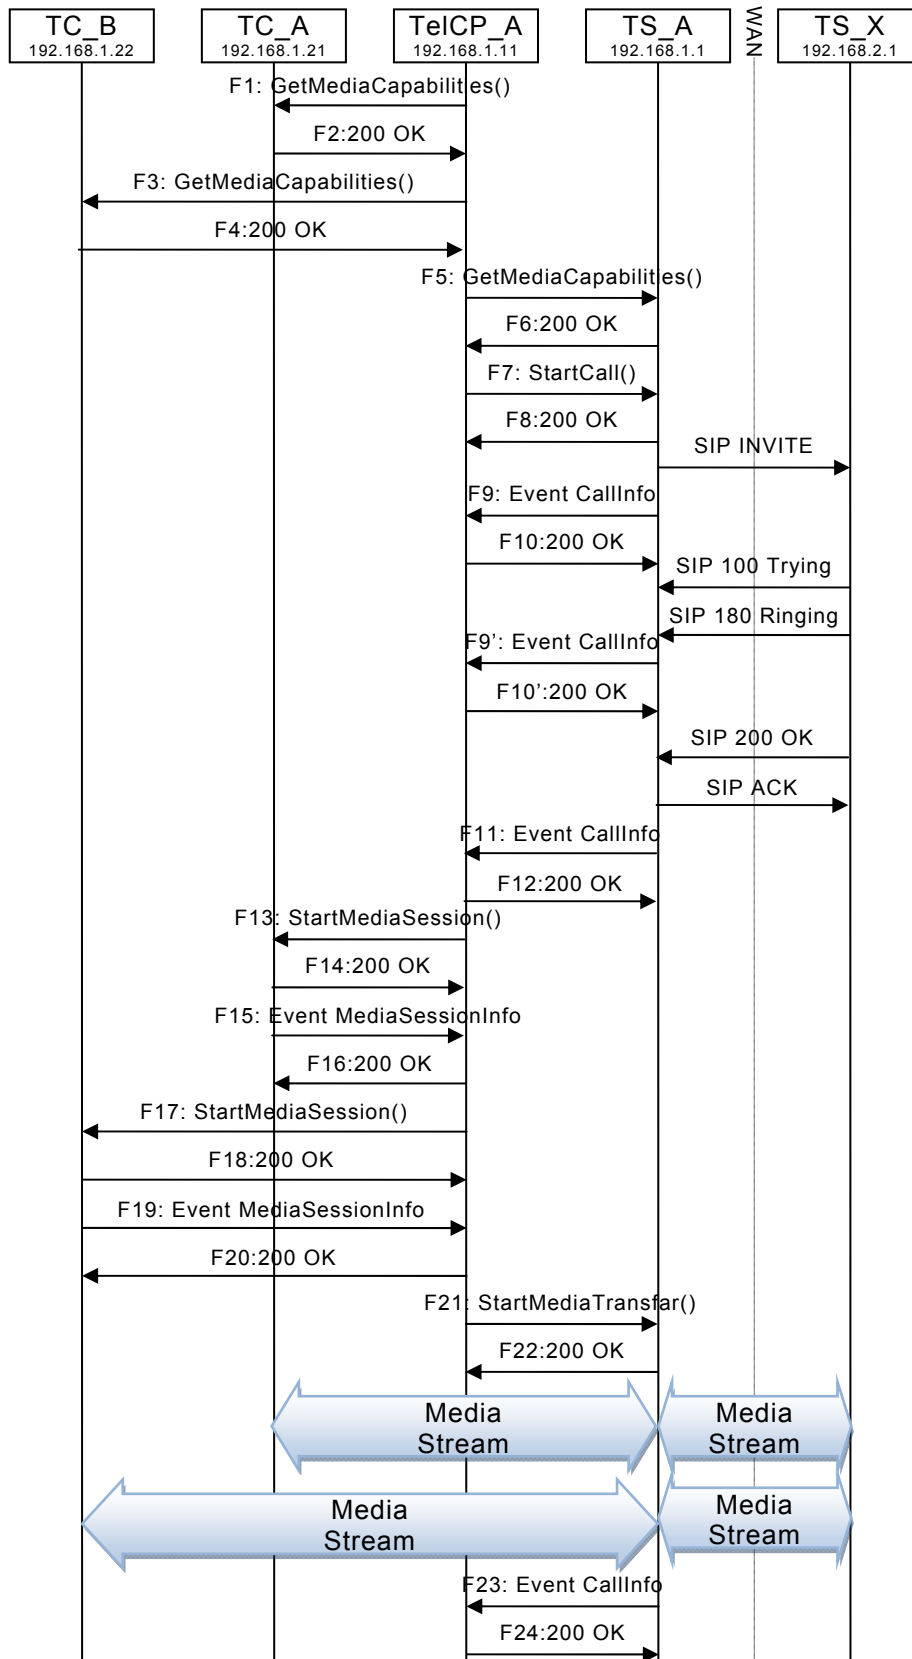 TC_B
192.168.1.22
TC_A
192.168.1.21
TelCP_A
192.168.1.11
TS_A
192.168.1.1
WAN
TS_X
192.168.2.1
F1: GetMediaCapabilities()
F2:200 OK
F3: GetMediaCapabilities()
F4:200 OK
F5: GetMediaCapabilities()
F6:200 OK
F7: StartCall()
F8:200 OK
SIP INVITE
F9: Event CallInfo
F10:200 OK
SIP 100 Trying
SIP 180 Ringing
F9’: Event CallInfo
F10’:200 OK
SIP 200 OK
SIP ACK
F11: Event CallInfo
F12:200 OK
F13: StartMediaSession()
F14:200 OK
F15: Event MediaSessionInfo
F16:200 OK
F17: StartMediaSession()
F18:200 OK
F19: Event MediaSessionInfo
F20:200 OK
F21: StartMediaTransfar()
F22:200 OK
Media
Stream
Media
Stream
Media
Stream
Media
Stream
F23: Event CallInfo
F24:200 OK